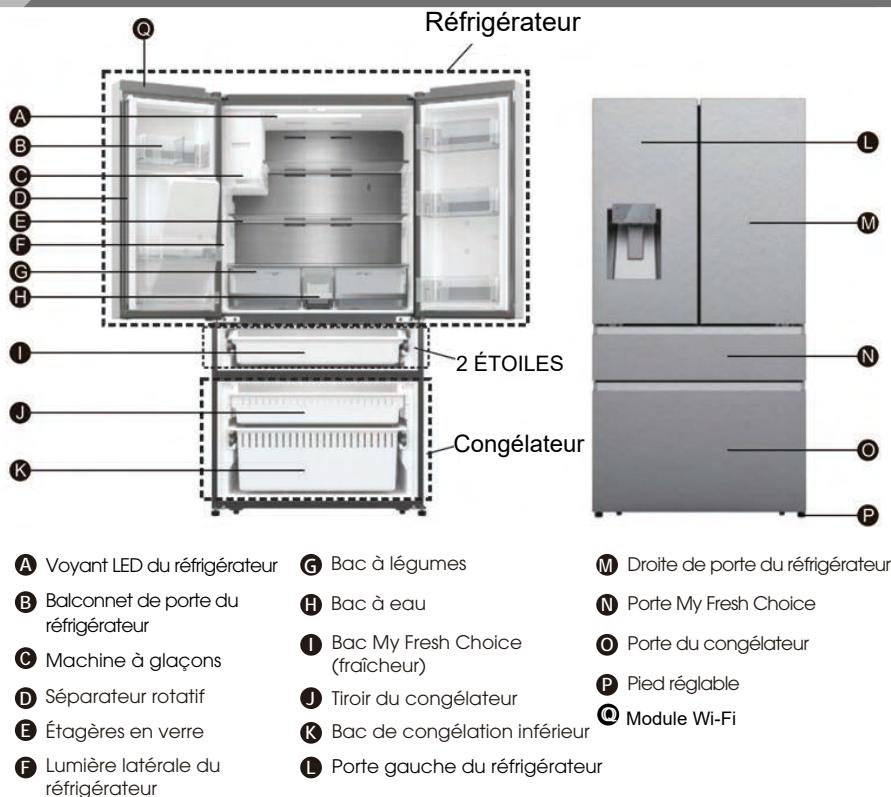 Réfrigérateur
Q
A
B
C
D
E
F
G
H
I
J
K
2 ÉTOILES
Congélateur
L
M
N
O
P
A Voyant LED du réfrigérateur
B Balconnet de porte du
réfrigérateur
C Machine à glaçons
D Séparateur rotatif
E Étagères en verre
F Lumière latérale du
réfrigérateur
G Bac à légumes
H Bac à eau
I Bac My Fresh Choice
(fraîcheur)
J Tiroir du congélateur
K Bac de congélation inférieur
L Porte gauche du réfrigérateur
M Droite de porte du réfrigérateur
N Porte My Fresh Choice
O Porte du congélateur
P Pied réglable
Q Module Wi-Fi